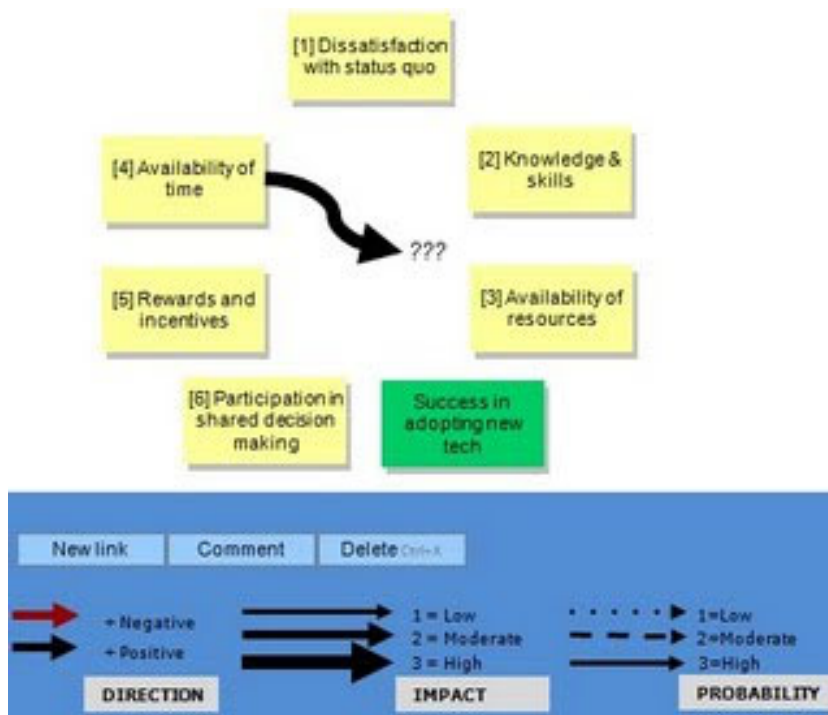 [1] Dissatisfaction
with status quo
[4] Availability of
time
[2] Knowledge &
skills
???
[5] Rewards and
incentives
[3] Availability of
resources
[6] Participation in
shared decision
making
Success in
adopting new
tech
New link
Comment
Delete Ctrl+X
÷ Negative
+ Positive
1 = Low
2 = Moderate
3 = High
1=Low
2=Moderate
3=High
DIRECTION
IMPACT
PROBABILITY